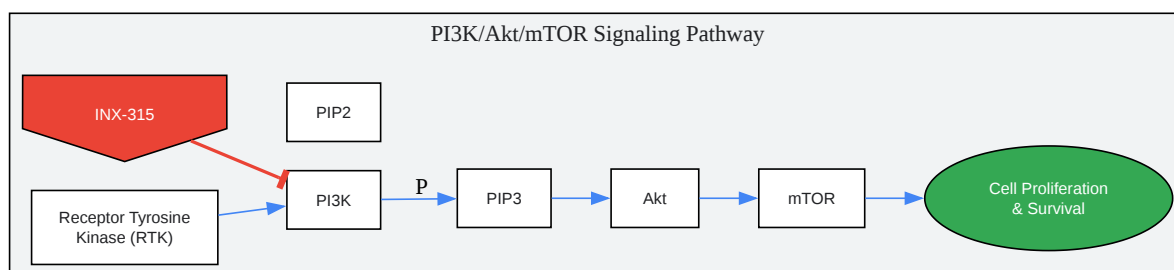 PI3K/Akt/mTOR Signaling Pathway
INX-315
PIP2
Receptor Tyrosine
Kinase (RTK)
PI3K
P
PIP3
Akt
mTOR
Cell Proliferation
& Survival